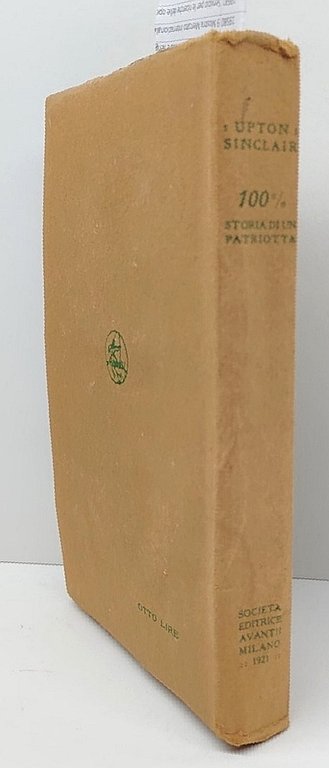 : UPTON :
SINCLAIR
100%
STORIA DI UN
PATRIOTTA
SOCIETÀ
EDITRICE
AVANTI!
MILANO
:: 1921 ::
OTTO LIRE